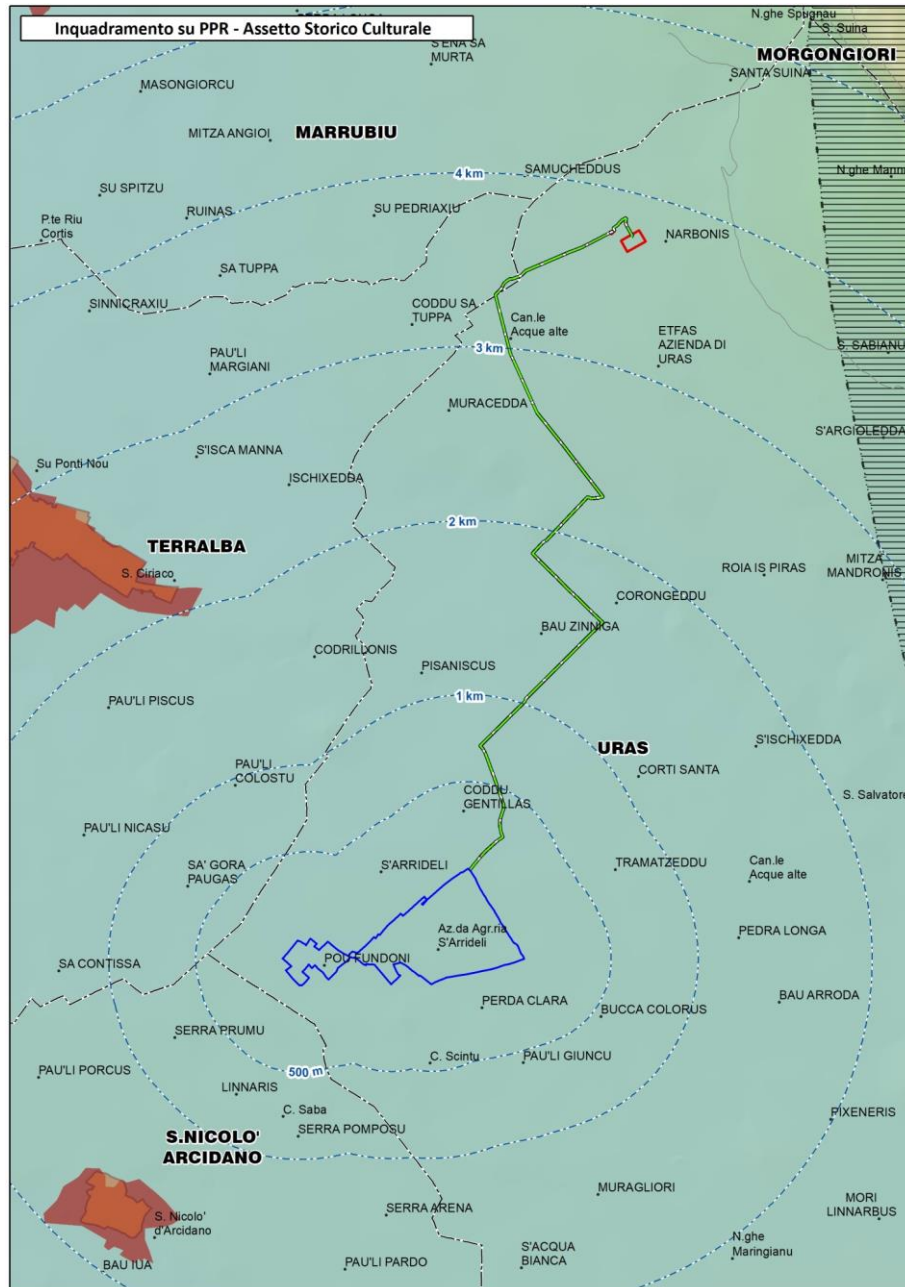 Inquadramento su PPR - Assetto Storico Culturale
N.ghe Spugnau
S. Suina
S'ENA SA
MURTA
MORGONGIORI
SANTA SUINA
MASONGIORCU
MARRUBIU
MITZA ANGIOI
SAMUCHEDDUS
4 km
N.ghe Mann
SU SPITZU
RUINAS
SU PEDRIAXIU
P.te Riu
Cortis
NARBONIS
SA TUPPA
SINNICRAXIU
CODDU SA
TUPPA
Can.le
Acque alte
ETFAS
AZIENDA DI
URAS
3 km
S. SABIANU
PAU'LI
MARGIANI
MURACEDDA
S'ARGIOLEDDA
S'ISCA MANNA
Su Ponti Nou
ISCHIXEDDA
2 km
TERRALBA
S. Ciriaco
ROIA IS PIRAS
MITZA
MANDRONIS
CORONGEDDU
BAU ZINNIGA
CODRILLONIS
PISANISCUS
PAU'LI PISCUS
1 km
URAS
S'ISCHIXEDDA
PAU'LI
COLOSTU
CORTI SANTA
CODDU
GENTILLAS
S. Salvatore
PAU'LI NICASU
SA' GORA
PAUGAS
S'ARRIDELI
TRAMATZEDDU
Can.le
Acque alte
Az.da Agr.ria
S'Arrideli
PEDRA LONGA
SA CONTISSA
POU FUNDONI
PERDA CLARA
BUCCA COLORUS
BAU ARRODA
SERRA PRUMU
C. Scintu
PAU'LI GIUNCU
500 m
PAU'LI PORCUS
LINNARIS
C. Saba
SERRA POMPOSU
PIXENERIS
S.NICOLO'
ARCIDANO
MURAGLIORI
S. Nicolo'
d'Arcidano
SERRA ARENA
MORI
LINNARBUS
N.ghe
Maringianu
S'ACQUA
BIANCA
BAU IUA
PAU'LI PARDO